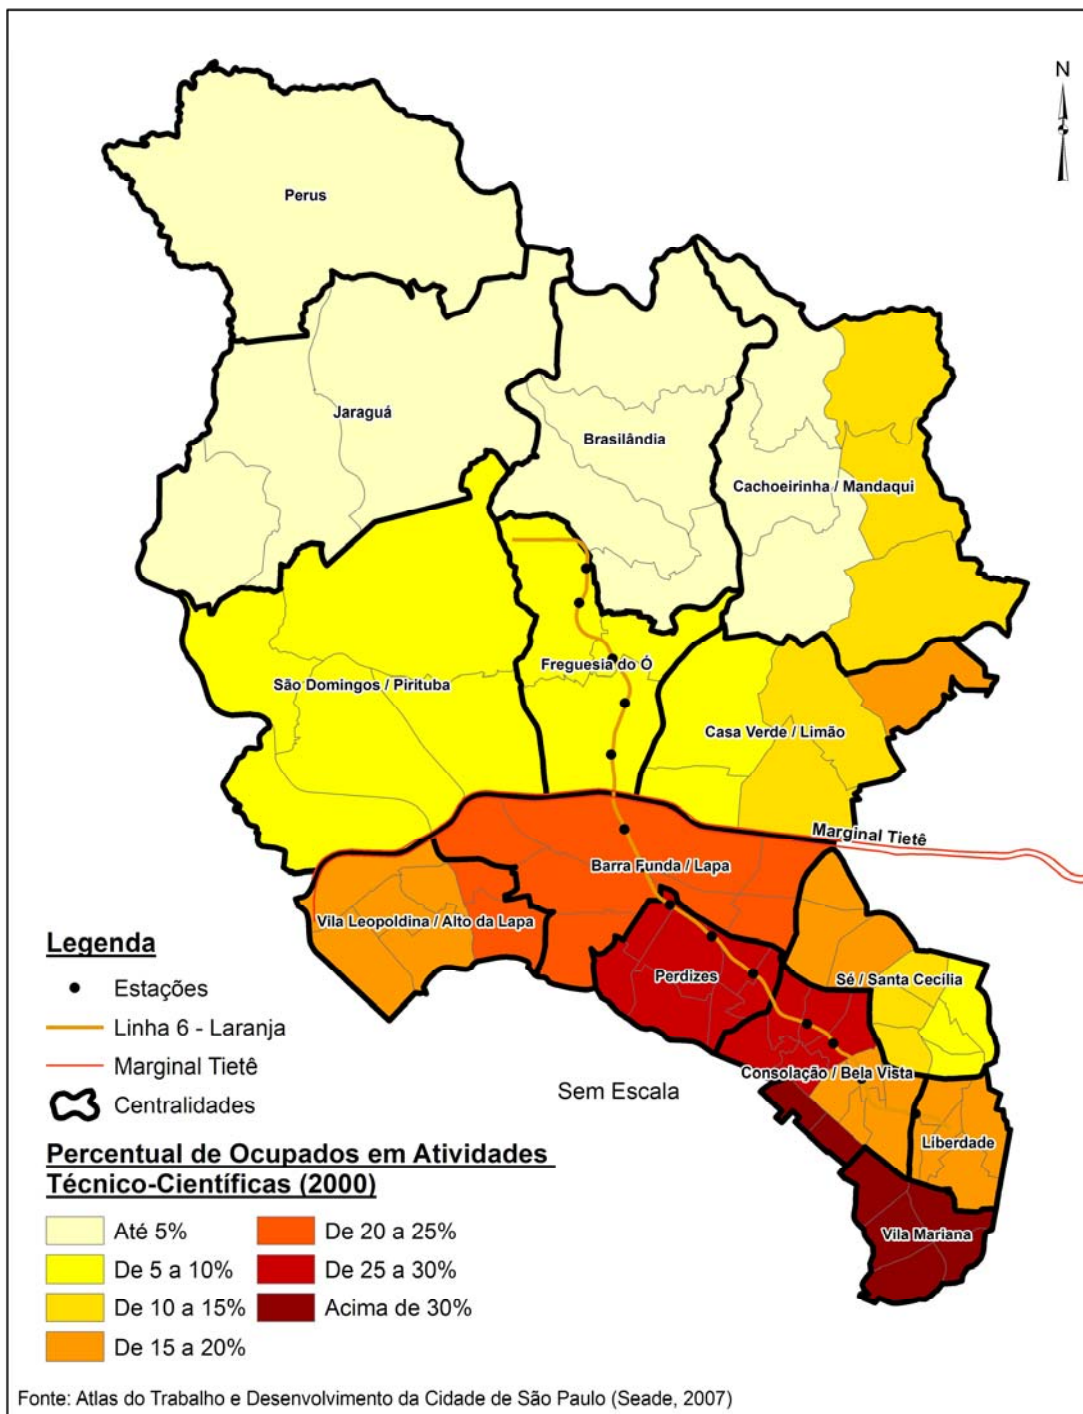 N
Perus
Jaraguá
Brasilândia
Cachoeirinha / Mandaqui
Freguesia do Ó
São Domingos / Pirituba
Casa Verde / Limão
Marginal Tietê
Barra Funda / Lapa
Vila Leopoldina / Alto da Lapa
Perdizes
Sé / Santa Cecília
Consolação / Bela Vista
Sem Escala
Liberdade
Vila Mariana
Legenda
Estações
Linha 6 - Laranja
Marginal Tietê
Centralidades
Percentual de Ocupados em Atividades
Técnico-Científicas (2000)
Até 5%
De 5 a 10%
De 10 a 15%
De 15 a 20%
De 20 a 25%
De 25 a 30%
Acima de 30%
Fonte: Atlas do Trabalho e Desenvolvimento da Cidade de São Paulo (Seade, 2007)